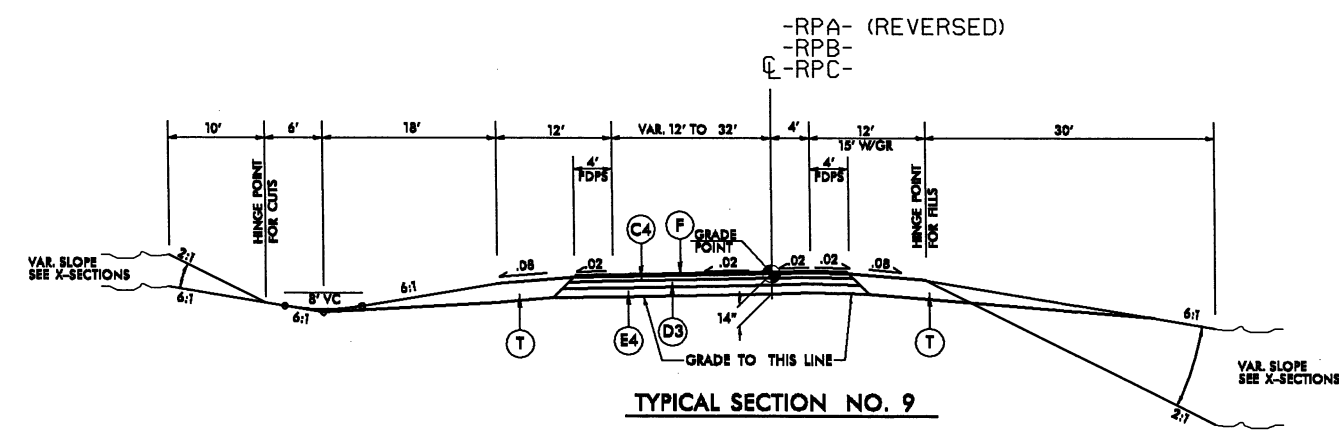 -RPA- (REVERSED)
-RPB-
℄ -RPC-
10'
6'
18'
12'
VAR. 12' TO 32'
4'
12'
15' W/GR
30'
4'
FDPS
4'
FDPS
HINGE POINT
FOR CUTS
HINGE POINT
FOR FILLS
C4
F
GRADE
POINT
VAR. SLOPE
SEE X-SECTIONS
2:1
6:1
8' VC
6:1
6:1
.08
.02
.02
.02
.02
.08
14"
T
E4
D3
GRADE TO THIS LINE
T
6:1
2:1
VAR. SLOPE
SEE X-SECTIONS
TYPICAL SECTION NO. 9